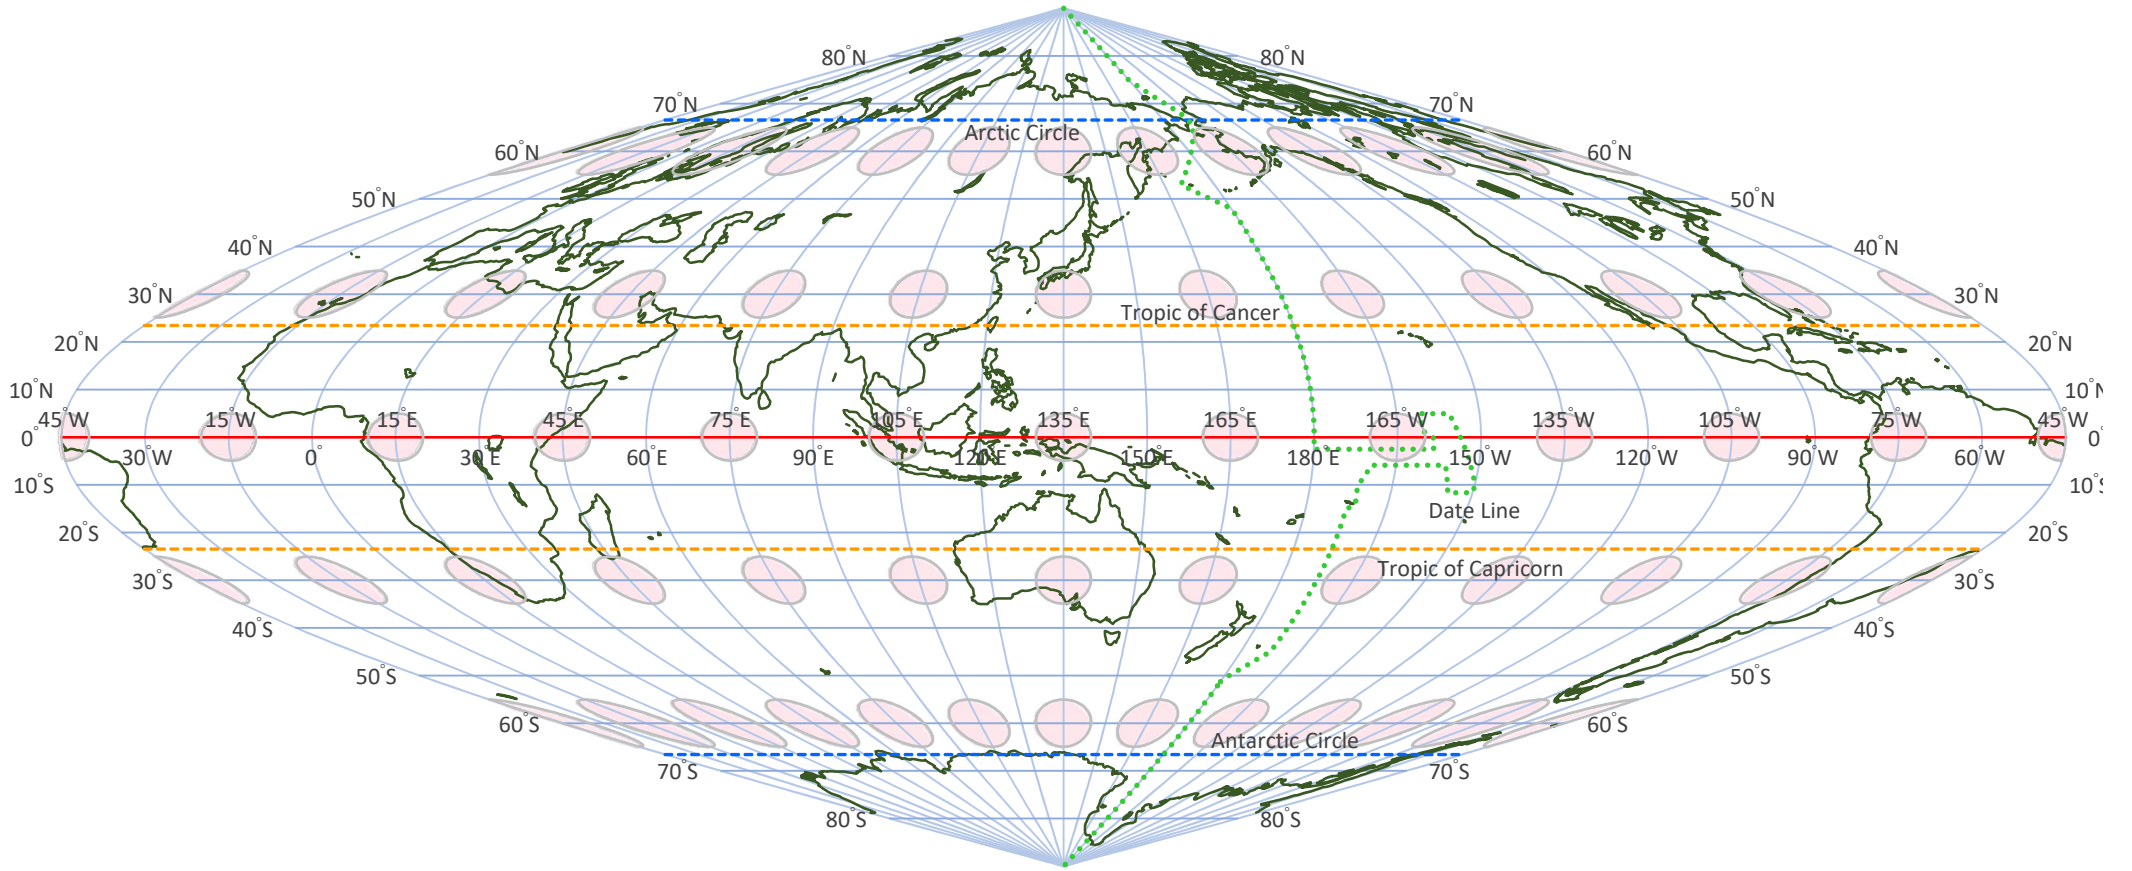 80°N 80°N
70°N 70°N
Arctic Circle
60°N 60°N
50°N 50°N
40°N 40°N
30°N 30°N
Tropic of Cancer
20°N 20°N
10°N 10°N
45°W 15°W 15°E 45°E 75°E 105°E 135°E 165°E 165°W 135°W 105°W 75°W 45°W
0° 0°
30°W 0° 30°E 60°E 90°E 120°E 150°E 180°E 150°W 120°W 90°W 60°W
10°S 10°S
Date Line
20°S 20°S
Tropic of Capricorn
30°S 30°S
40°S 40°S
50°S 50°S
60°S 60°S
Antarctic Circle
70°S 70°S
80°S 80°S